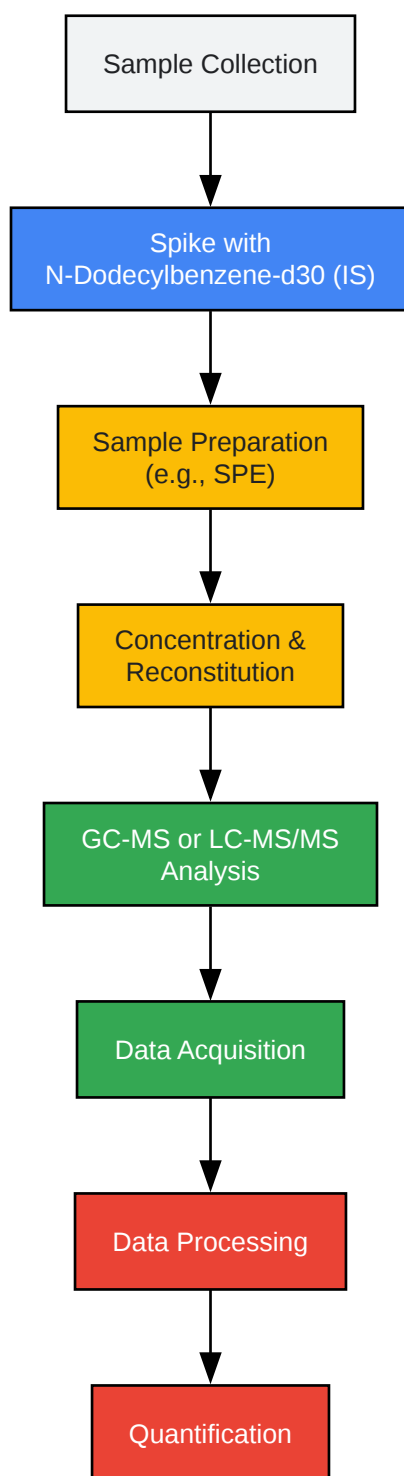 Sample Collection
Spike with
N-Dodecylbenzene-d30 (IS)
Sample Preparation
(e.g., SPE)
Concentration &
Reconstitution
GC-MS or LC-MS/MS
Analysis
Data Acquisition
Data Processing
Quantification